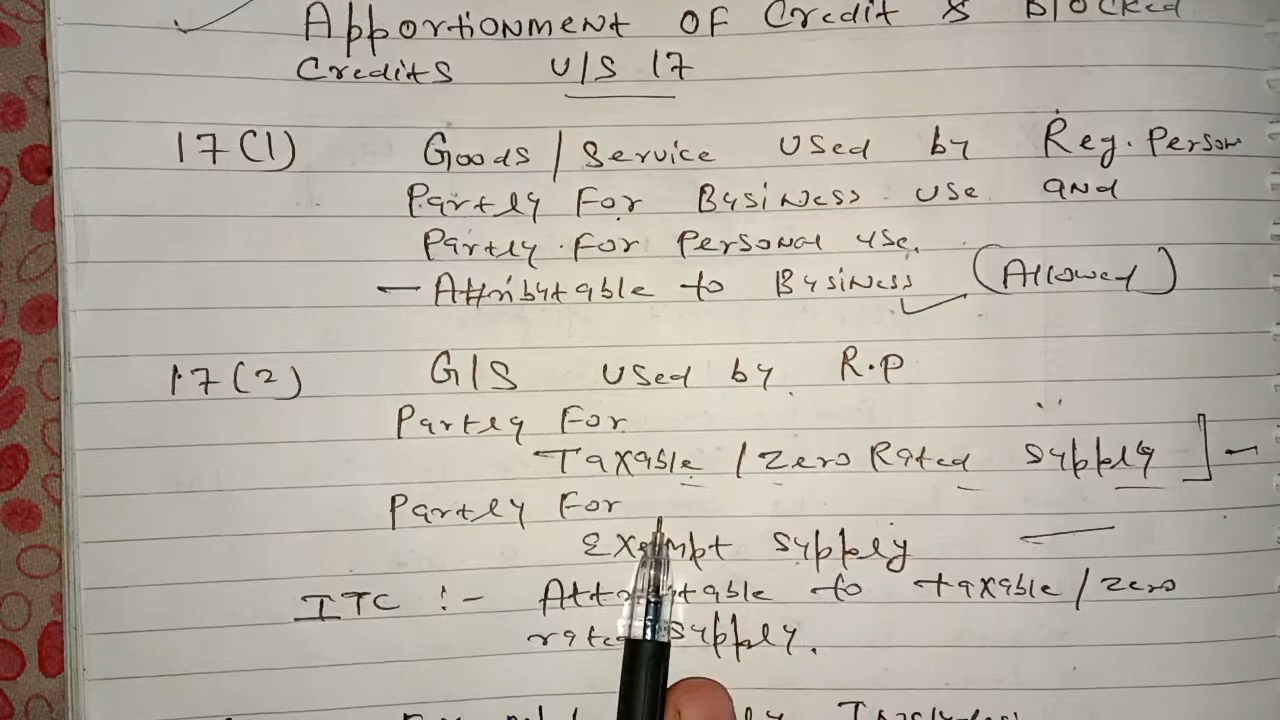 Apportionment of Credit & Blocked
Credits U/S 17
17(1) Goods / Service Used by Reg. Person
Partly For Business use and
Partly For Personal use.
— Attributable to Business (Allowed)
17(2) G/S used by R.P
Partly For
Taxable / Zero Rated Supply ] —
Partly For
Exempt Supply —
ITC :- Attributable to taxable / zero
rated supply.